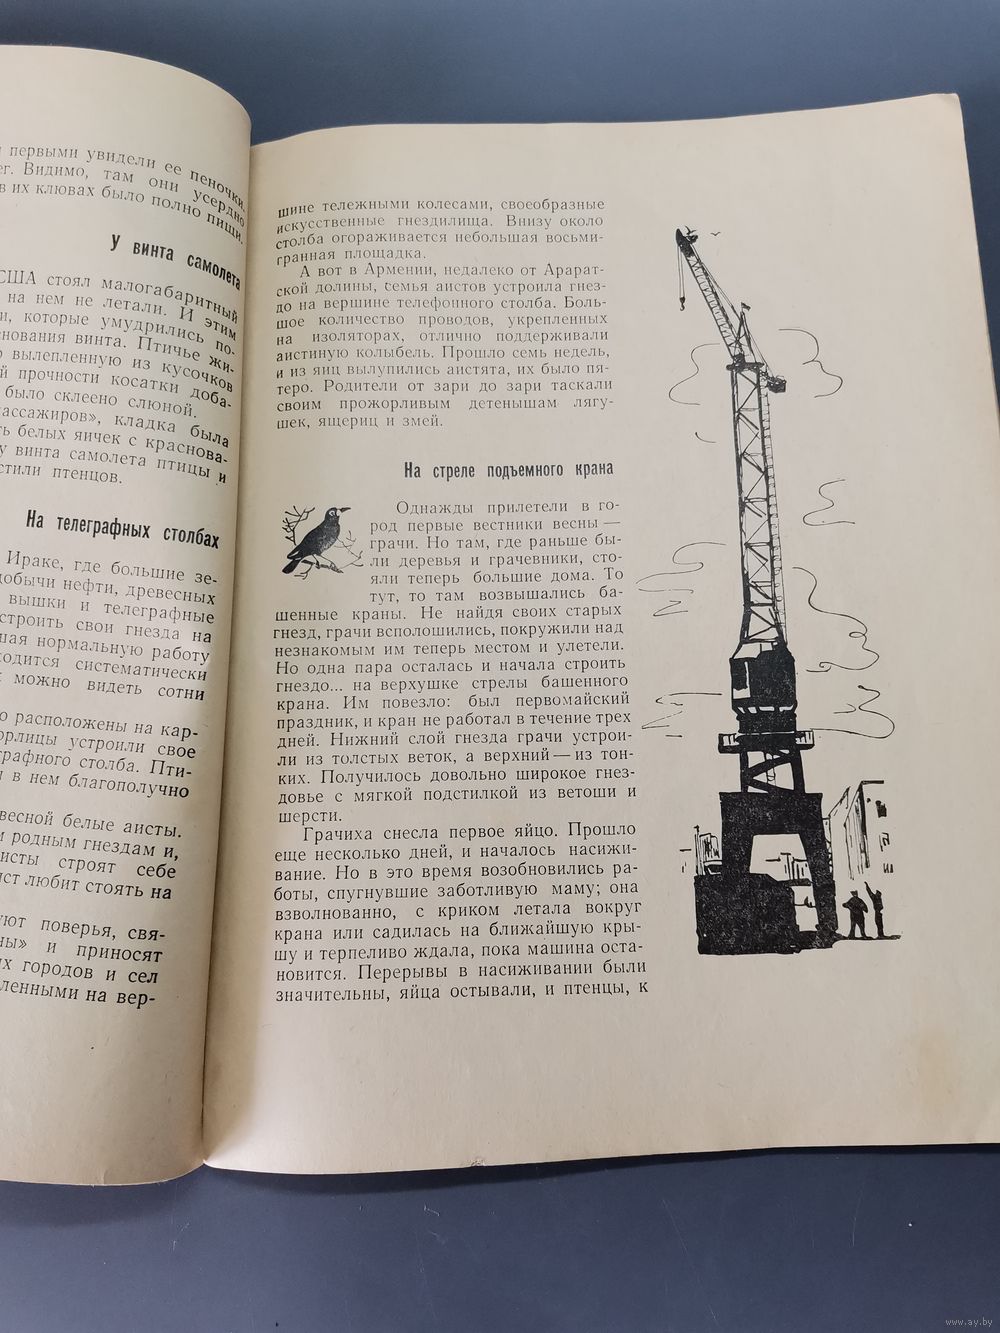 первыми увидели ее пеночки.
Видимо, там они усердно
в их клювах было полно пищи.
У винта самолета
США стоял малогабаритный
на нем не летали. И этим
которые умудрились по-
нования винта. Птичье жи-
вылепленную из кусочков
й прочности косатки доба-
было склеено слюной.
ассажиров», кладка была
ть белых яичек с краснова-
у винта самолета птицы и
стили птенцов.
На телеграфных столбах
Ираке, где большие зе-
добычи нефти, древесных
вышки и телеграфные
строить свои гнезда на
шая нормальную работу
ходится систематически
можно видеть сотни
о расположены на кар-
орлицы устроили свое
графного столба. Пти-
и в нем благополучно
весной белые аисты.
м родным гнездам и,
исты строят себе
ист любит стоять на
уют поверья, свя-
ны» и приносят
их городов и сел
ленными на вер-
шине тележными колесами, своеобразные
искусственные гнездилища. Внизу около
столба огораживается небольшая восьми-
гранная площадка.
А вот в Армении, недалеко от Арарат-
ской долины, семья аистов устроила гнез-
до на вершине телефонного столба. Боль-
шое количество проводов, укрепленных
на изоляторах, отлично поддерживали
аистиную колыбель. Прошло семь недель,
и из яиц вылупились аистята, их было пя-
теро. Родители от зари до зари таскали
своим прожорливым детенышам лягу-
шек, ящериц и змей.
На стреле подъемного крана
Однажды прилетели в го-
род первые вестники весны —
грачи. Но там, где раньше бы-
ли деревья и грачевники, сто-
яли теперь большие дома. То
тут, то там возвышались ба-
шенные краны. Не найдя своих старых
гнезд, грачи всполошились, покружили над
незнакомым им теперь местом и улетели.
Но одна пара осталась и начала строить
гнездо... на верхушке стрелы башенного
крана. Им повезло: был первомайский
праздник, и кран не работал в течение трех
дней. Нижний слой гнезда грачи устрои-
ли из толстых веток, а верхний — из тон-
ких. Получилось довольно широкое гнез-
довье с мягкой подстилкой из ветоши и
шерсти.
Грачиха снесла первое яйцо. Прошло
еще несколько дней, и началось насижи-
вание. Но в это время возобновились ра-
боты, спугнувшие заботливую маму; она
взволнованно, с криком летала вокруг
крана или садилась на ближайшую кры-
шу и терпеливо ждала, пока машина оста-
новится. Перерывы в насиживании были
значительны, яйца остывали, и птенцы, к
www.ay.by